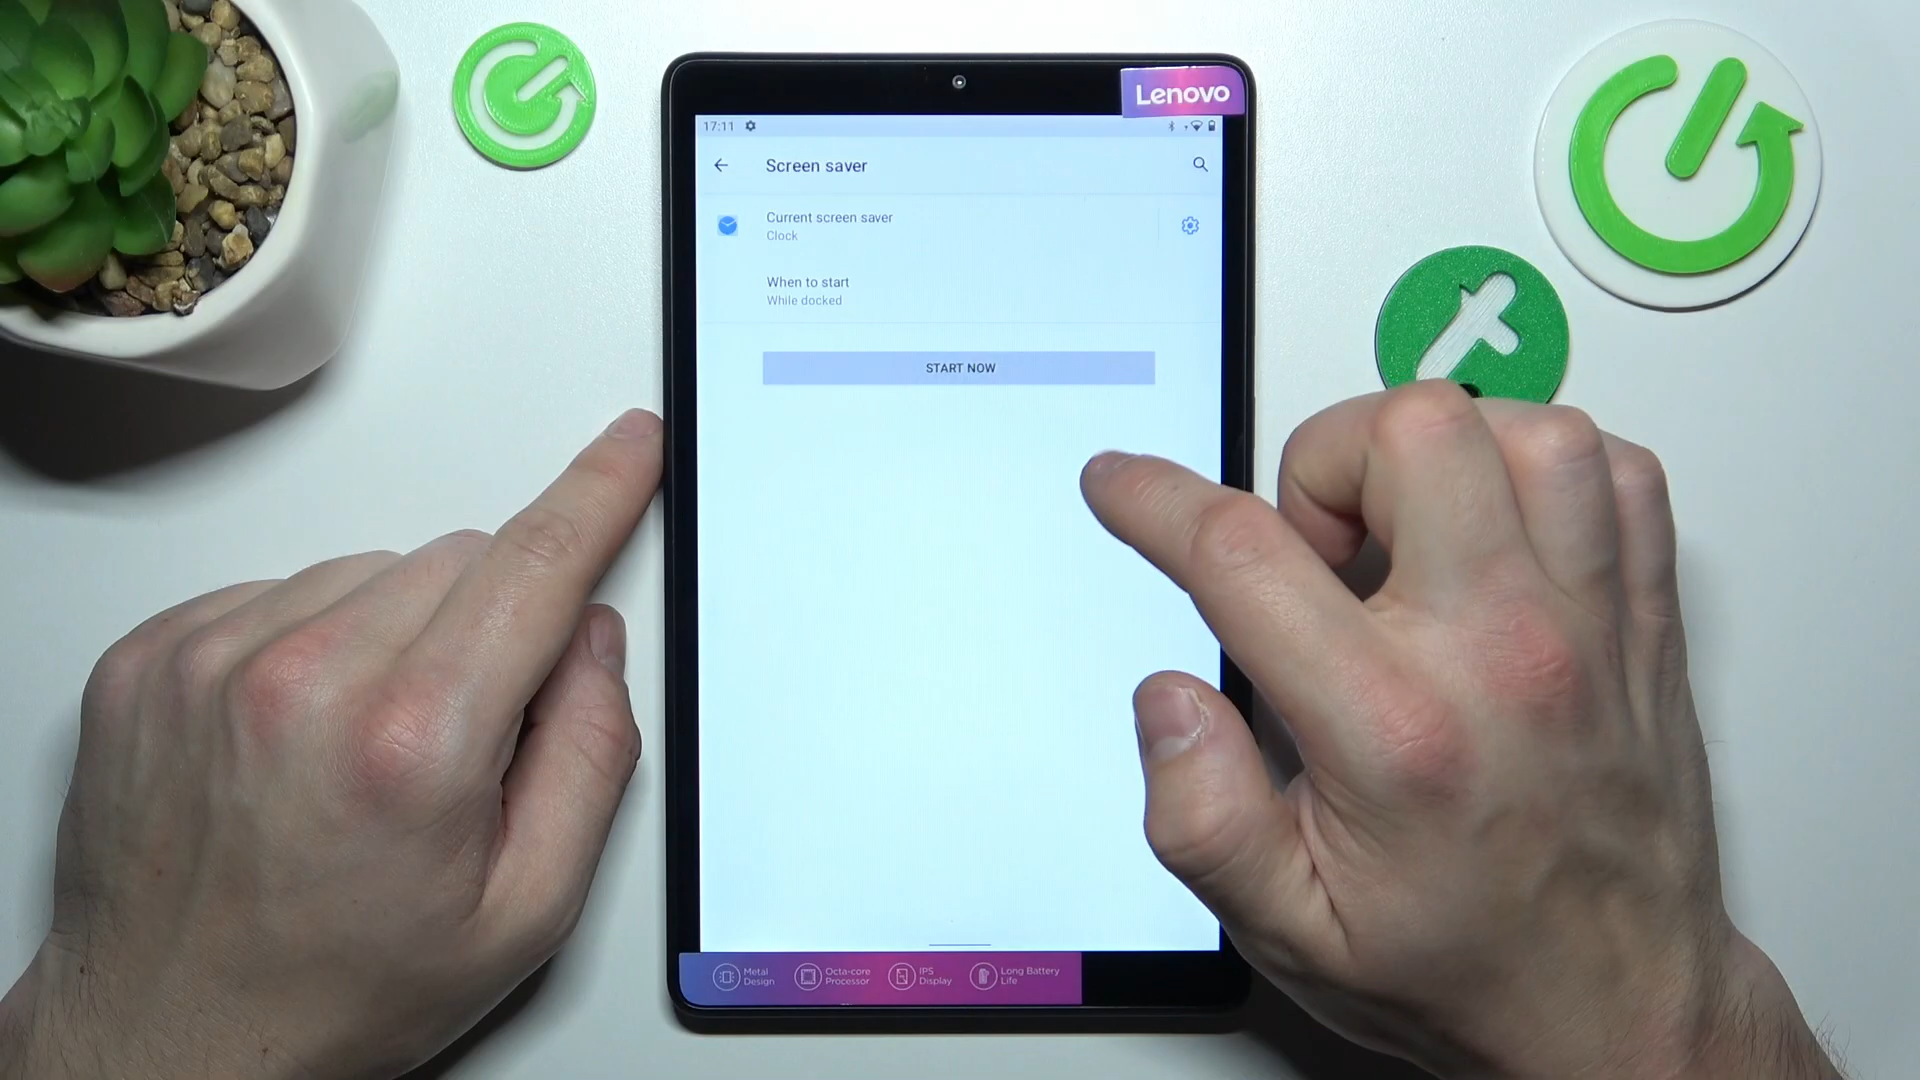 Lenovo
17:11
Screen saver
Current screen saver
Clock
When to start
While docked
START NOW
Metal
Design
Octa-core
Processor
IPS
Display
Long Battery
Life